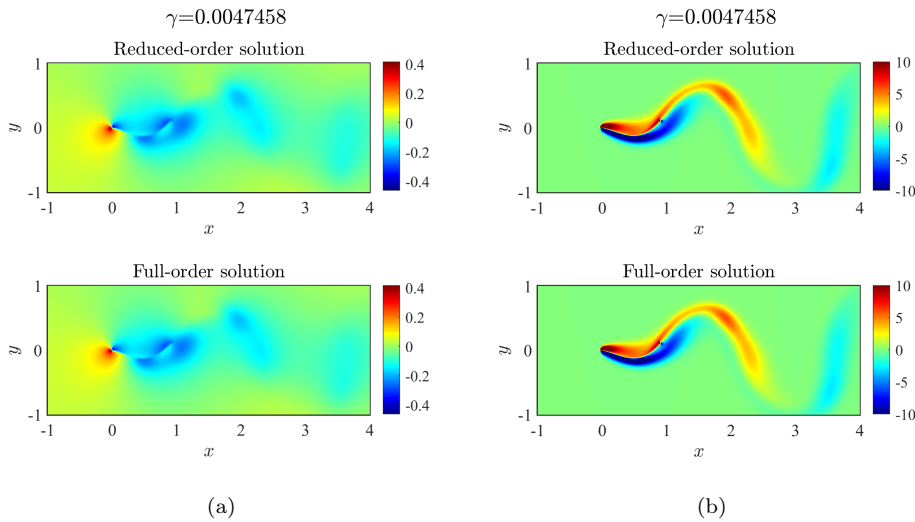 γ=0.0047458
Reduced-order solution
1
0
-1
y
-1 0 1 2 3 4
x
0.4
0.2
0
-0.2
-0.4
Full-order solution
1
0
-1
y
-1 0 1 2 3 4
x
0.4
0.2
0
-0.2
-0.4
(a)
γ=0.0047458
Reduced-order solution
1
0
-1
y
-1 0 1 2 3 4
x
10
5
0
-5
-10
Full-order solution
1
0
-1
y
-1 0 1 2 3 4
x
10
5
0
-5
-10
(b)